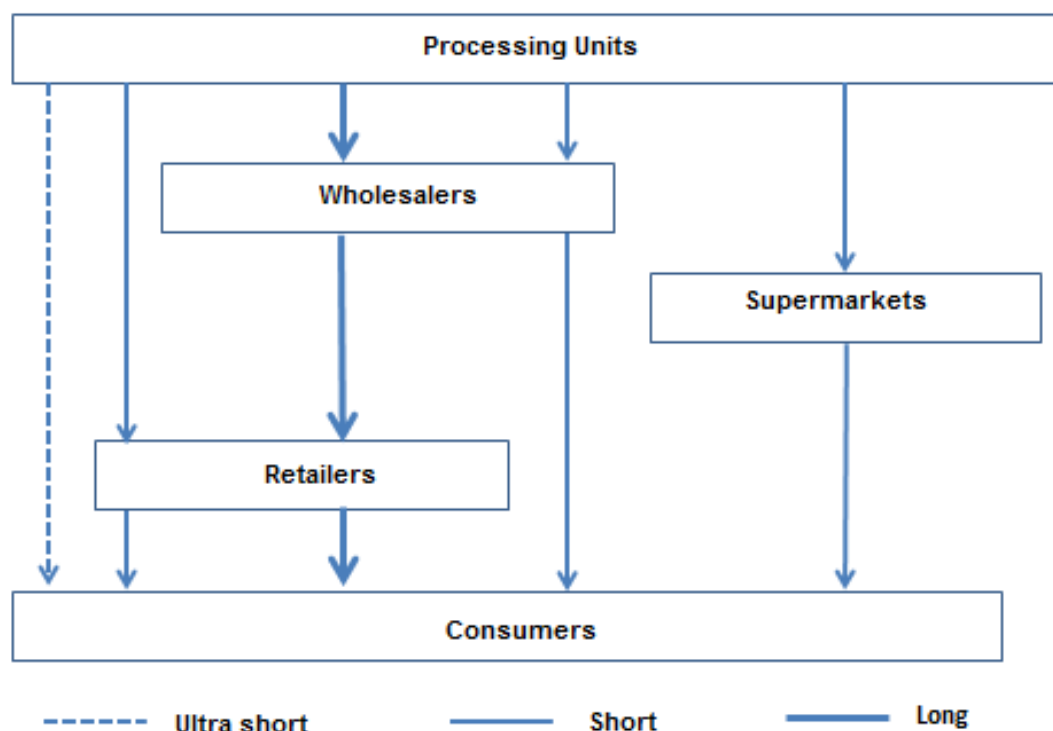 Processing Units
Wholesalers
Supermarkets
Retailers
Consumers
Ultra short
Short
Long